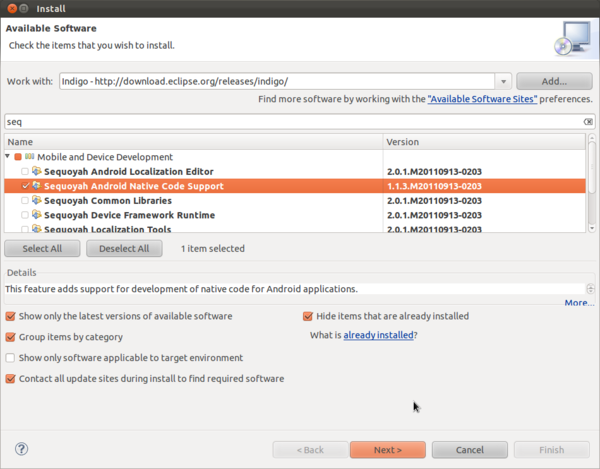 Install
Available Software
Check the items that you wish to install.
Work with: Indigo - http://download.eclipse.org/releases/indigo/ Add...
Find more software by working with the "Available Software Sites" preferences.
seq
Name Version
Mobile and Device Development
Sequoyah Android Localization Editor 2.0.1.M20110913-0203
Sequoyah Android Native Code Support 1.1.3.M20110913-0203
Sequoyah Common Libraries 2.0.1.M20110913-0203
Sequoyah Device Framework Runtime 2.0.1.M20110913-0203
Sequoyah Localization Tools 2.0.1.M20110913-0203
Select All Deselect All 1 item selected
Details
This feature adds support for development of native code for Android applications.
More...
Show only the latest versions of available software Hide items that are already installed
Group items by category What is already installed?
Show only software applicable to target environment
Contact all update sites during install to find required software
? < Back Next > Cancel Finish